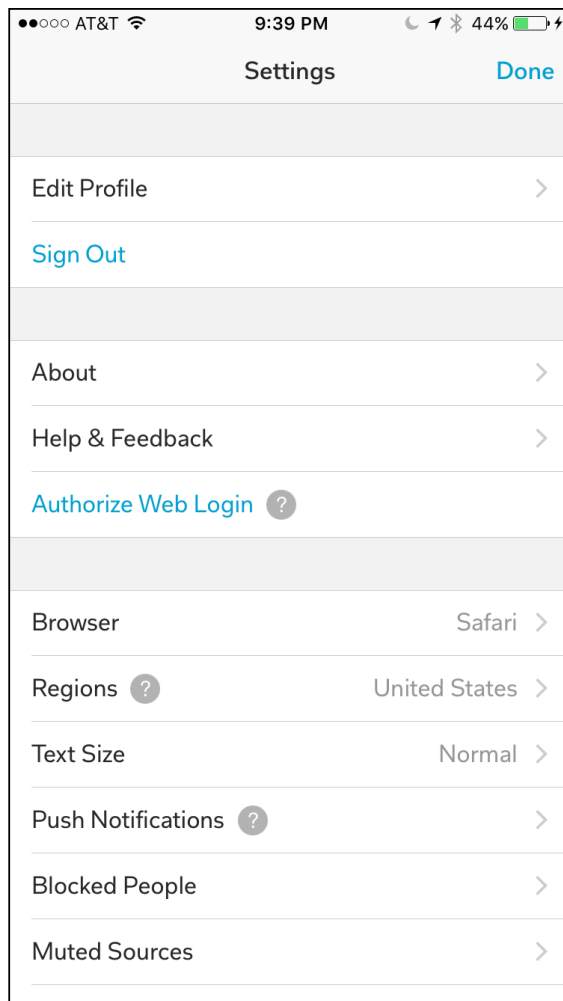 AT&T 9:39 PM 44%
Settings Done
Edit Profile
Sign Out
About
Help & Feedback
Authorize Web Login ?
Browser Safari
Regions ? United States
Text Size Normal
Push Notifications ?
Blocked People
Muted Sources